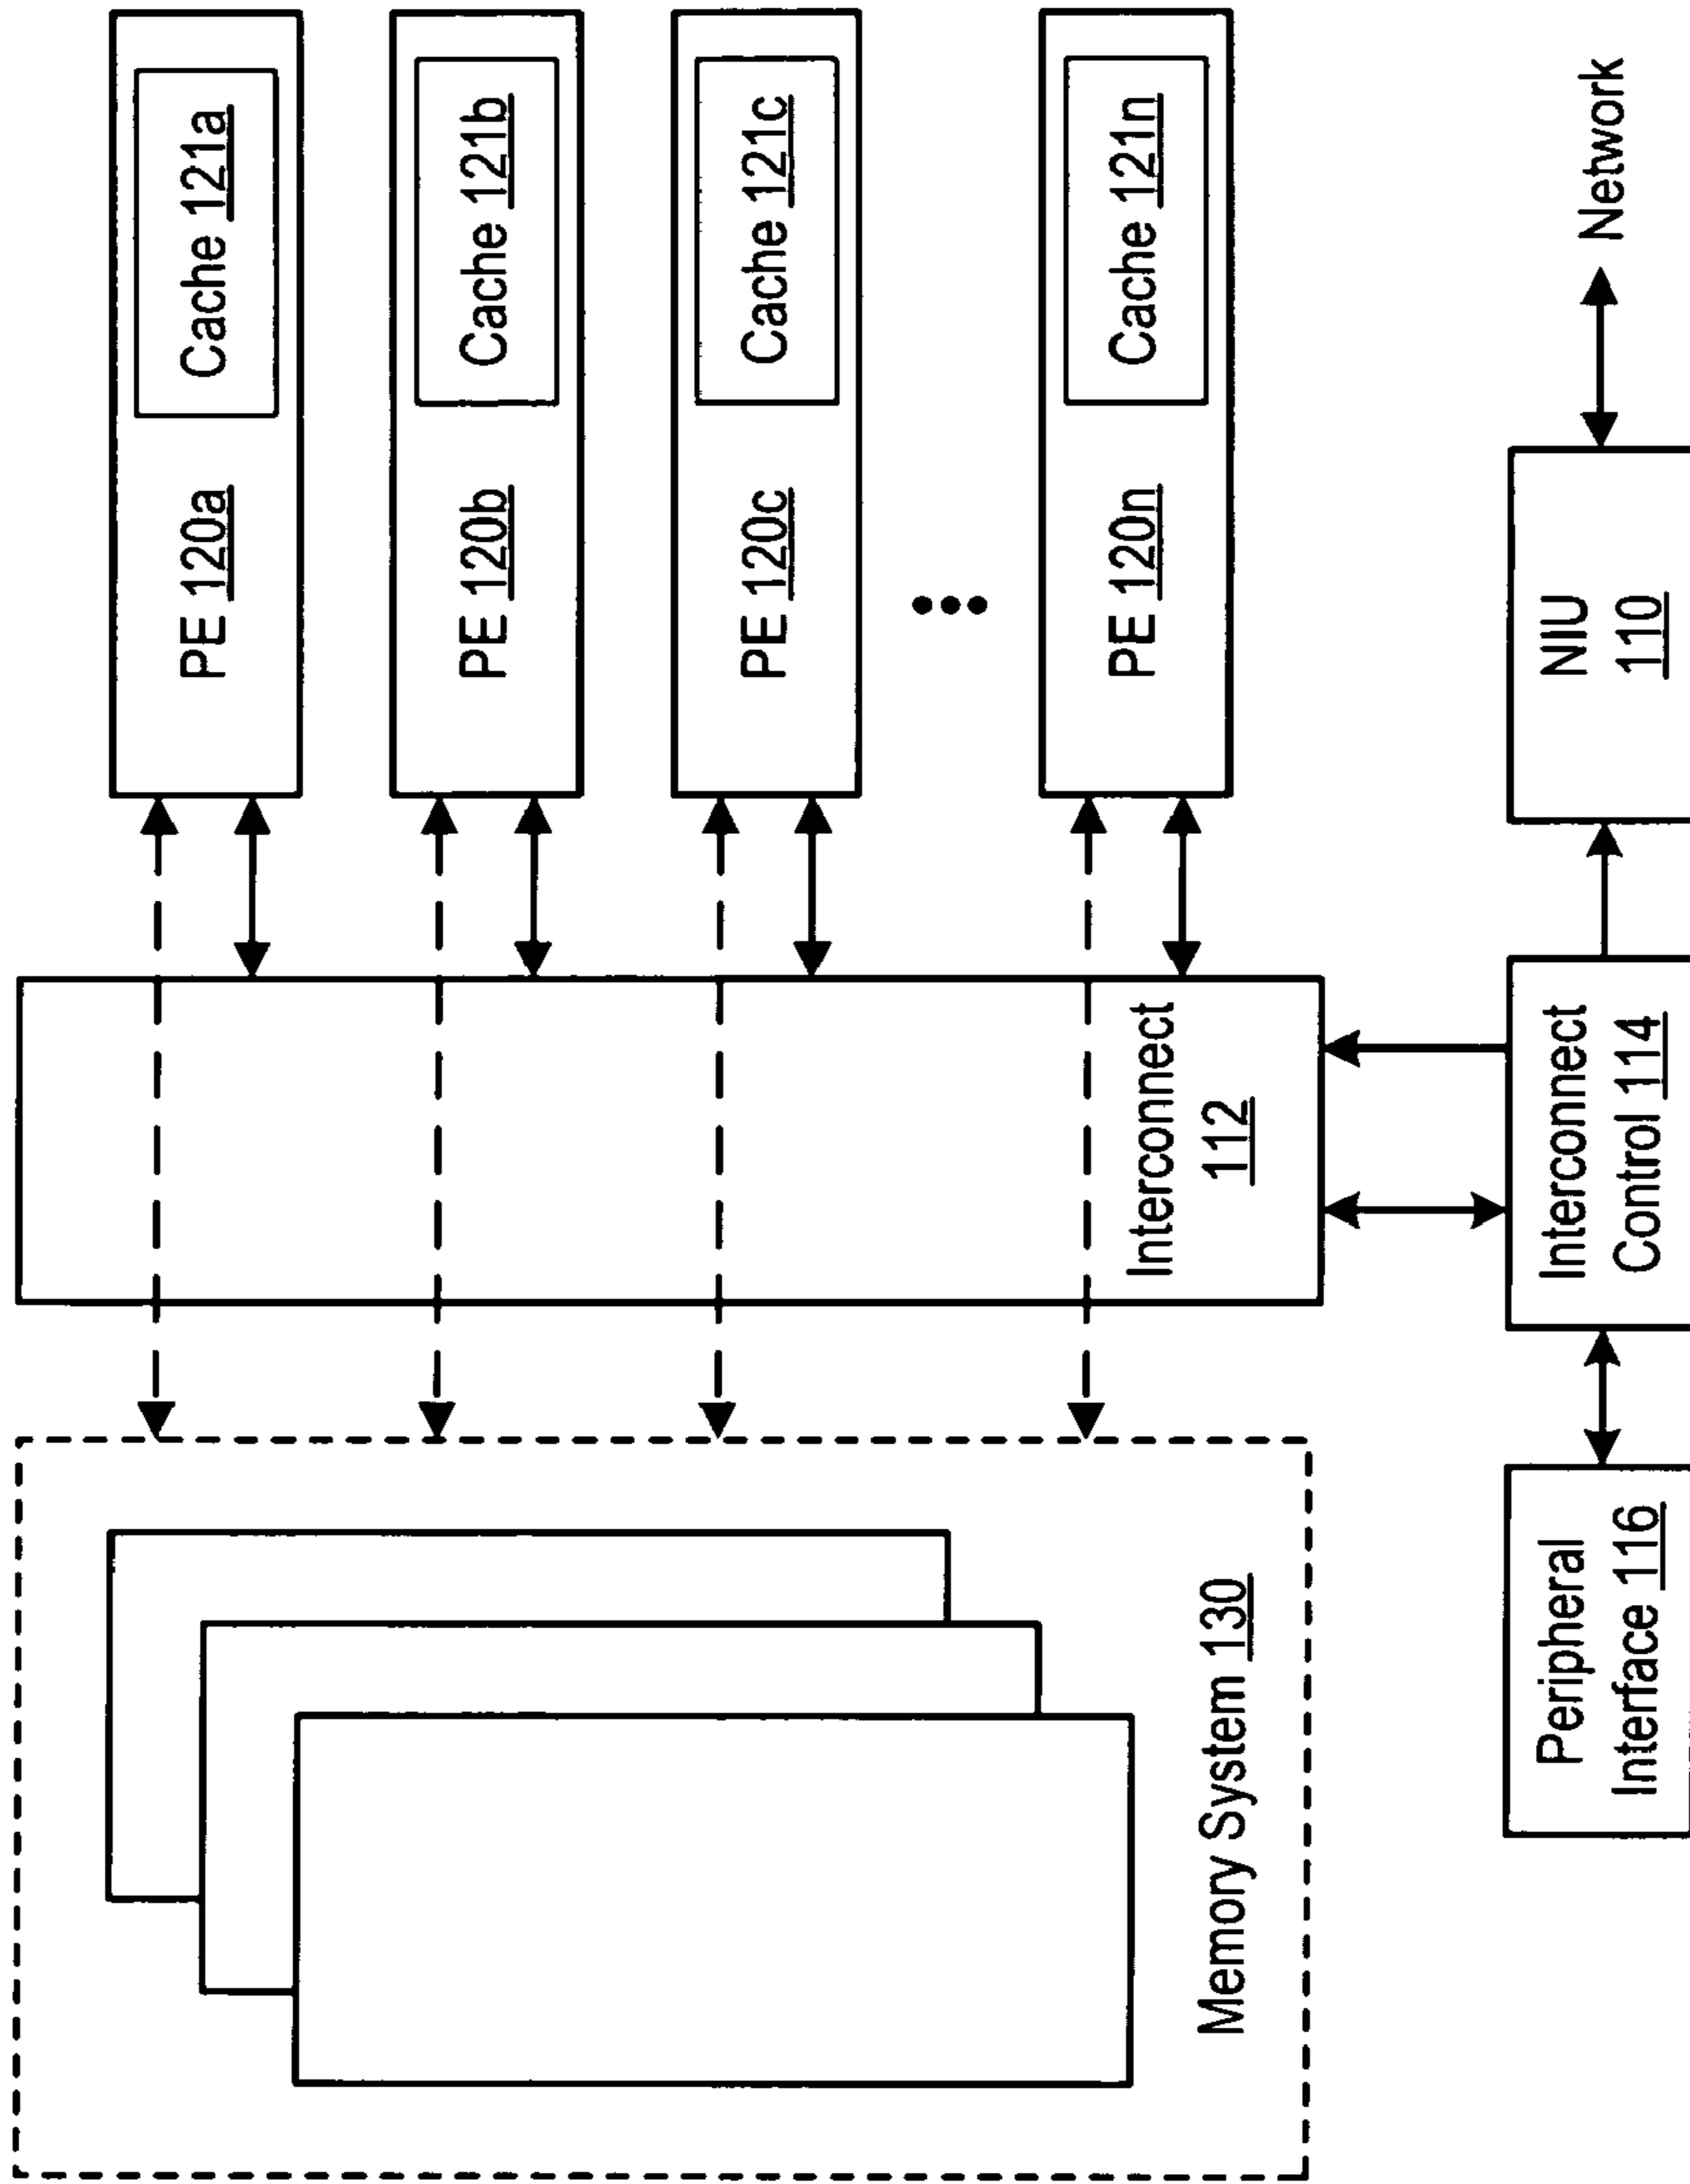 PE 120a
Cache 121a
PE 120b
Cache 121b
PE 120c
Cache 121c
PE 120n
Cache 121n
Interconnect
112
Memory System 130
Peripheral
Interface 116
Interconnect
Control 114
NIU
110
Network